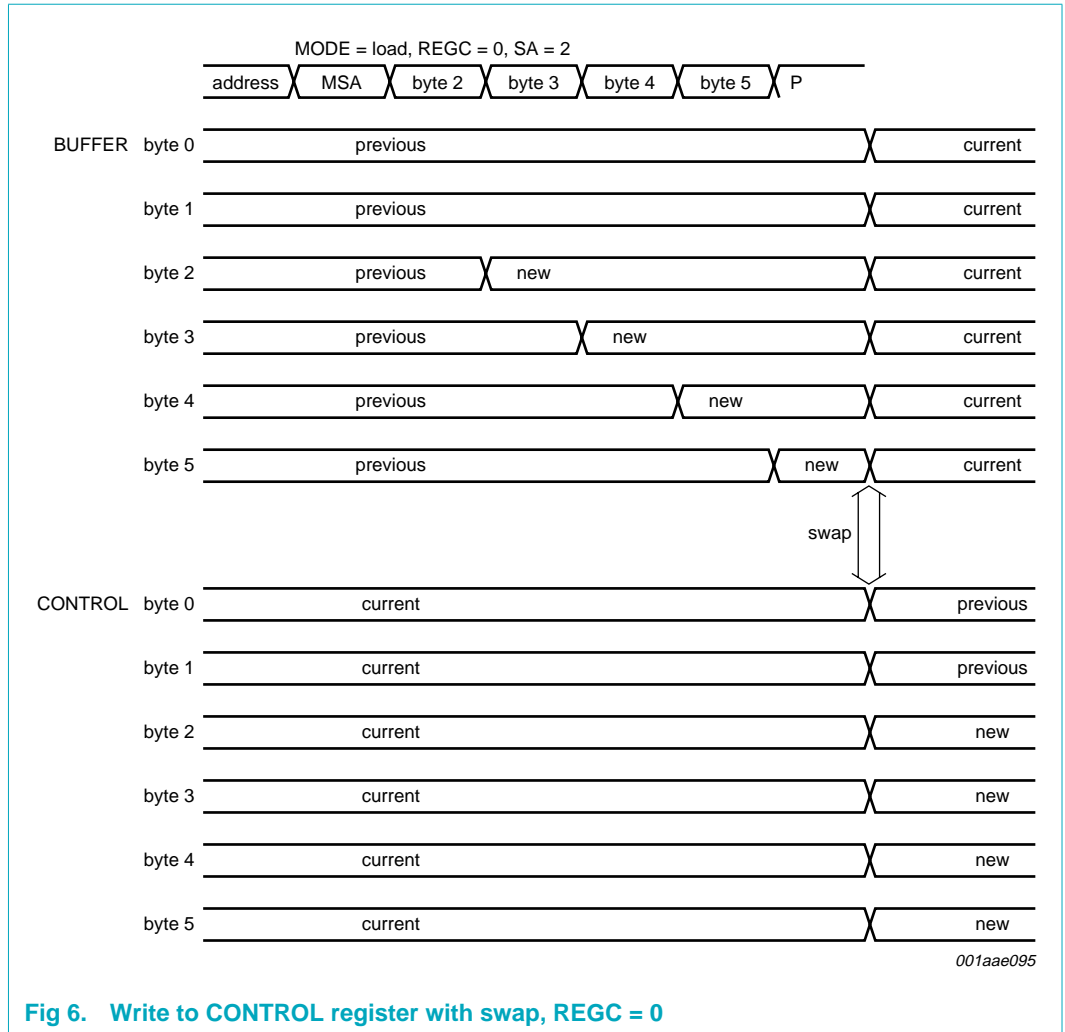 MODE = load, REGC = 0, SA = 2
address MSA byte 2 byte 3 byte 4 byte 5 P
BUFFER byte 0 previous current
byte 1 previous current
byte 2 previous new current
byte 3 previous new current
byte 4 previous new current
byte 5 previous new current
swap
CONTROL byte 0 current previous
byte 1 current previous
byte 2 current new
byte 3 current new
byte 4 current new
byte 5 current new
001aae095
Fig 6. Write to CONTROL register with swap, REGC = 0